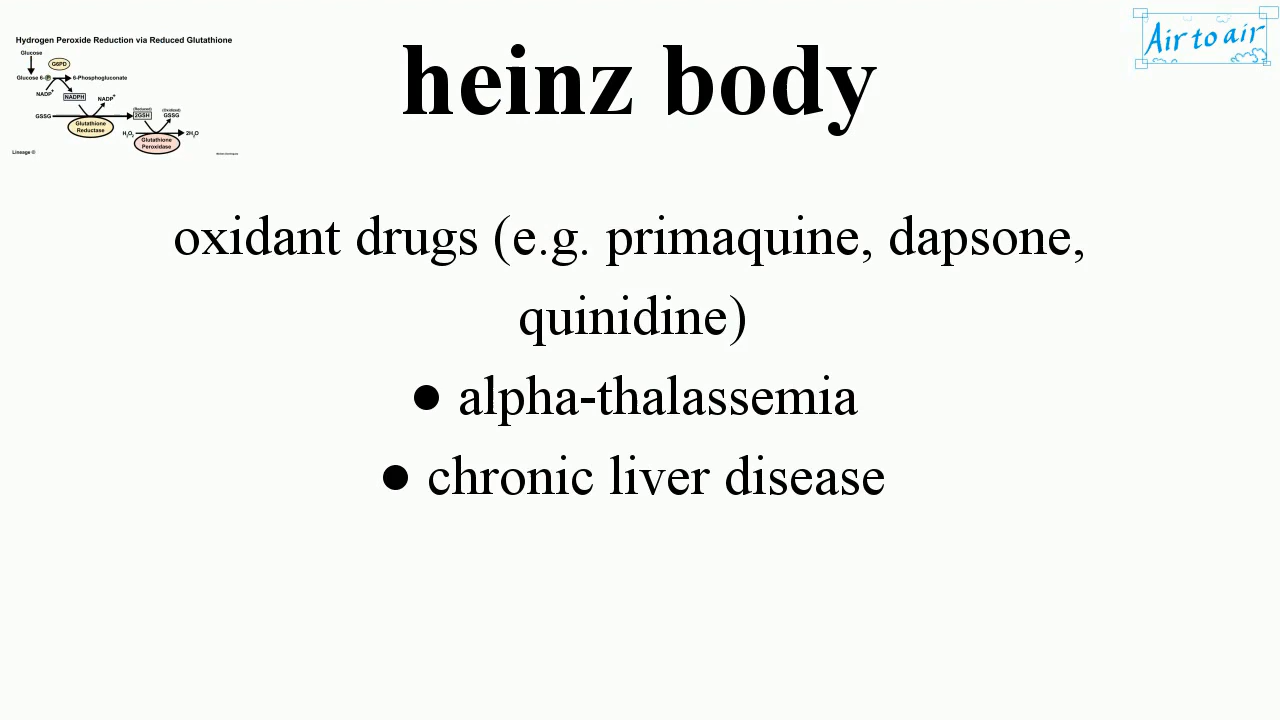 Hydrogen Peroxide Reduction via Reduced Glutathione
Glucose
G6PD
Glucose 6-P
6-Phosphogluconate
NADP+
NADPH
NADP+
GSSG
Glutathione
Reductase
(Reduced)
2GSH
(Oxidized)
GSSG
H2O2
2H2O
Glutathione
Peroxidase
Lineage ©
Air to air
heinz body
oxidant drugs (e.g. primaquine, dapsone,
quinidine)
● alpha-thalassemia
● chronic liver disease